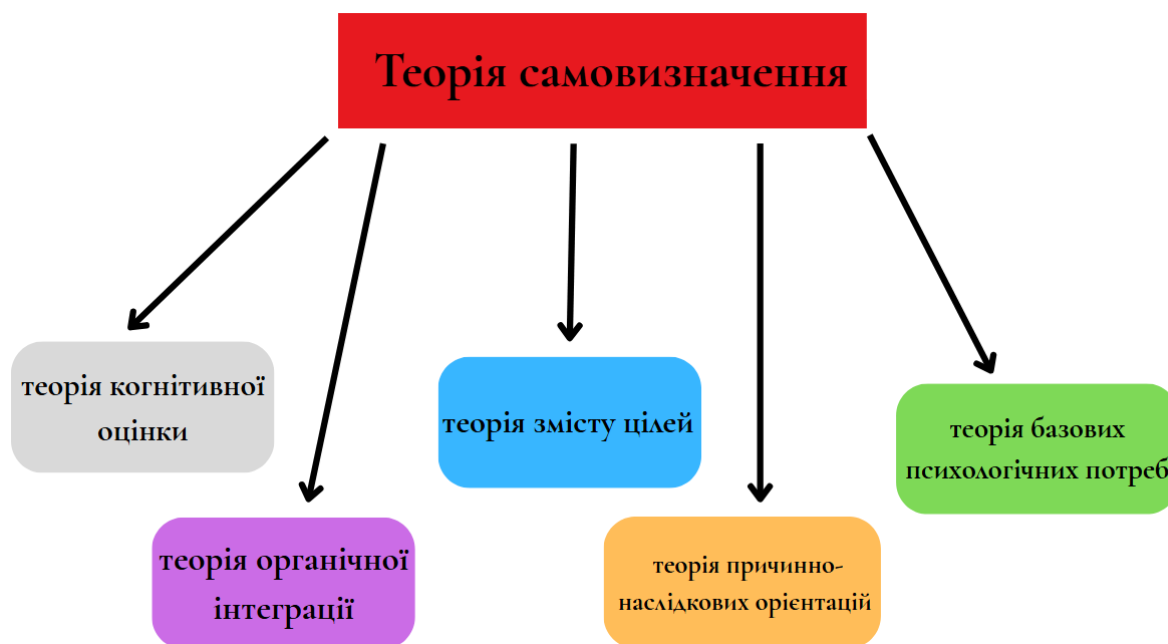 Теорія самовизначення
теорія когнітивної
оцінки
теорія органічної
інтеграції
теорія змісту цілей
теорія причинно-
наслідкових орієнтацій
теорія базових
психологічних потреб